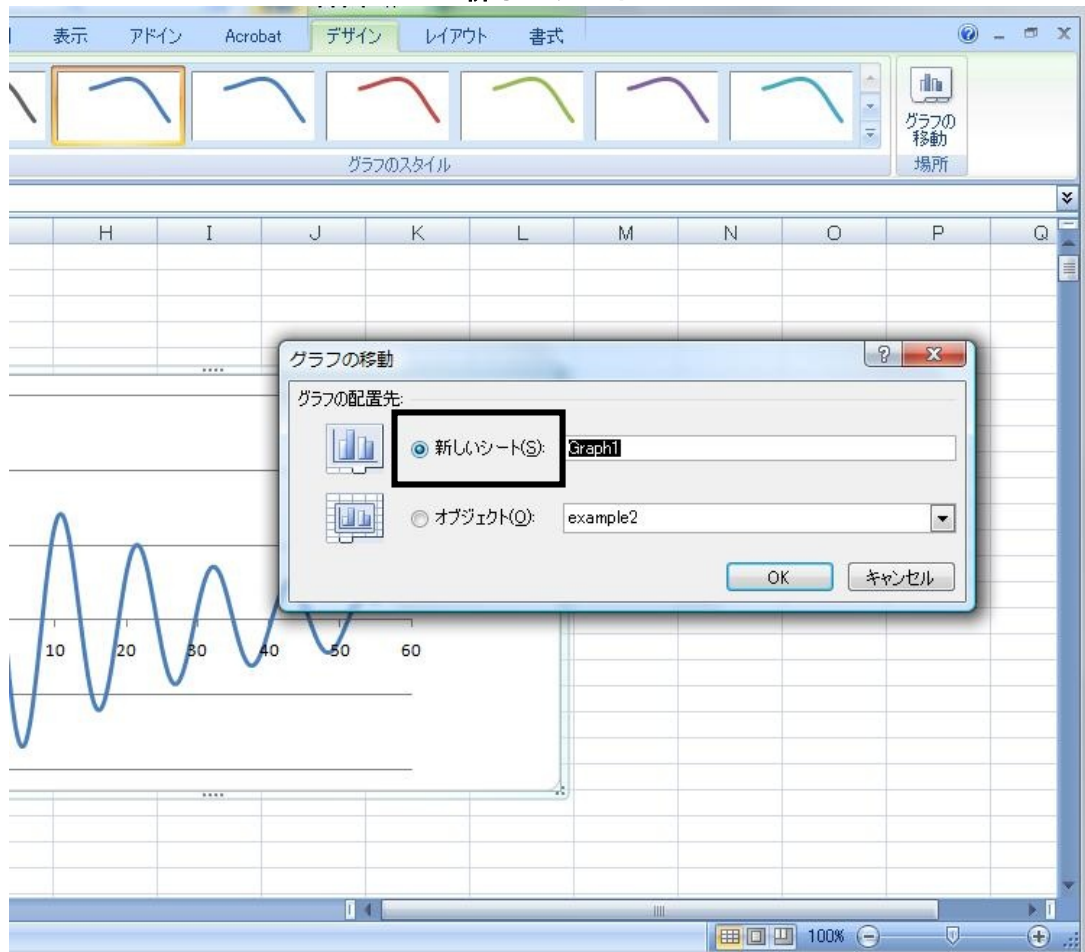 表示 アドイン Acrobat デザイン レイアウト 書式
グラフの
移動
グラフのスタイル 場所
H I J K L M N O P Q
グラフの移動
グラフの配置先:
新しいシート(S): Graph1
オブジェクト(O): example2
OK キャンセル
10 20 30 40 50 60
100%